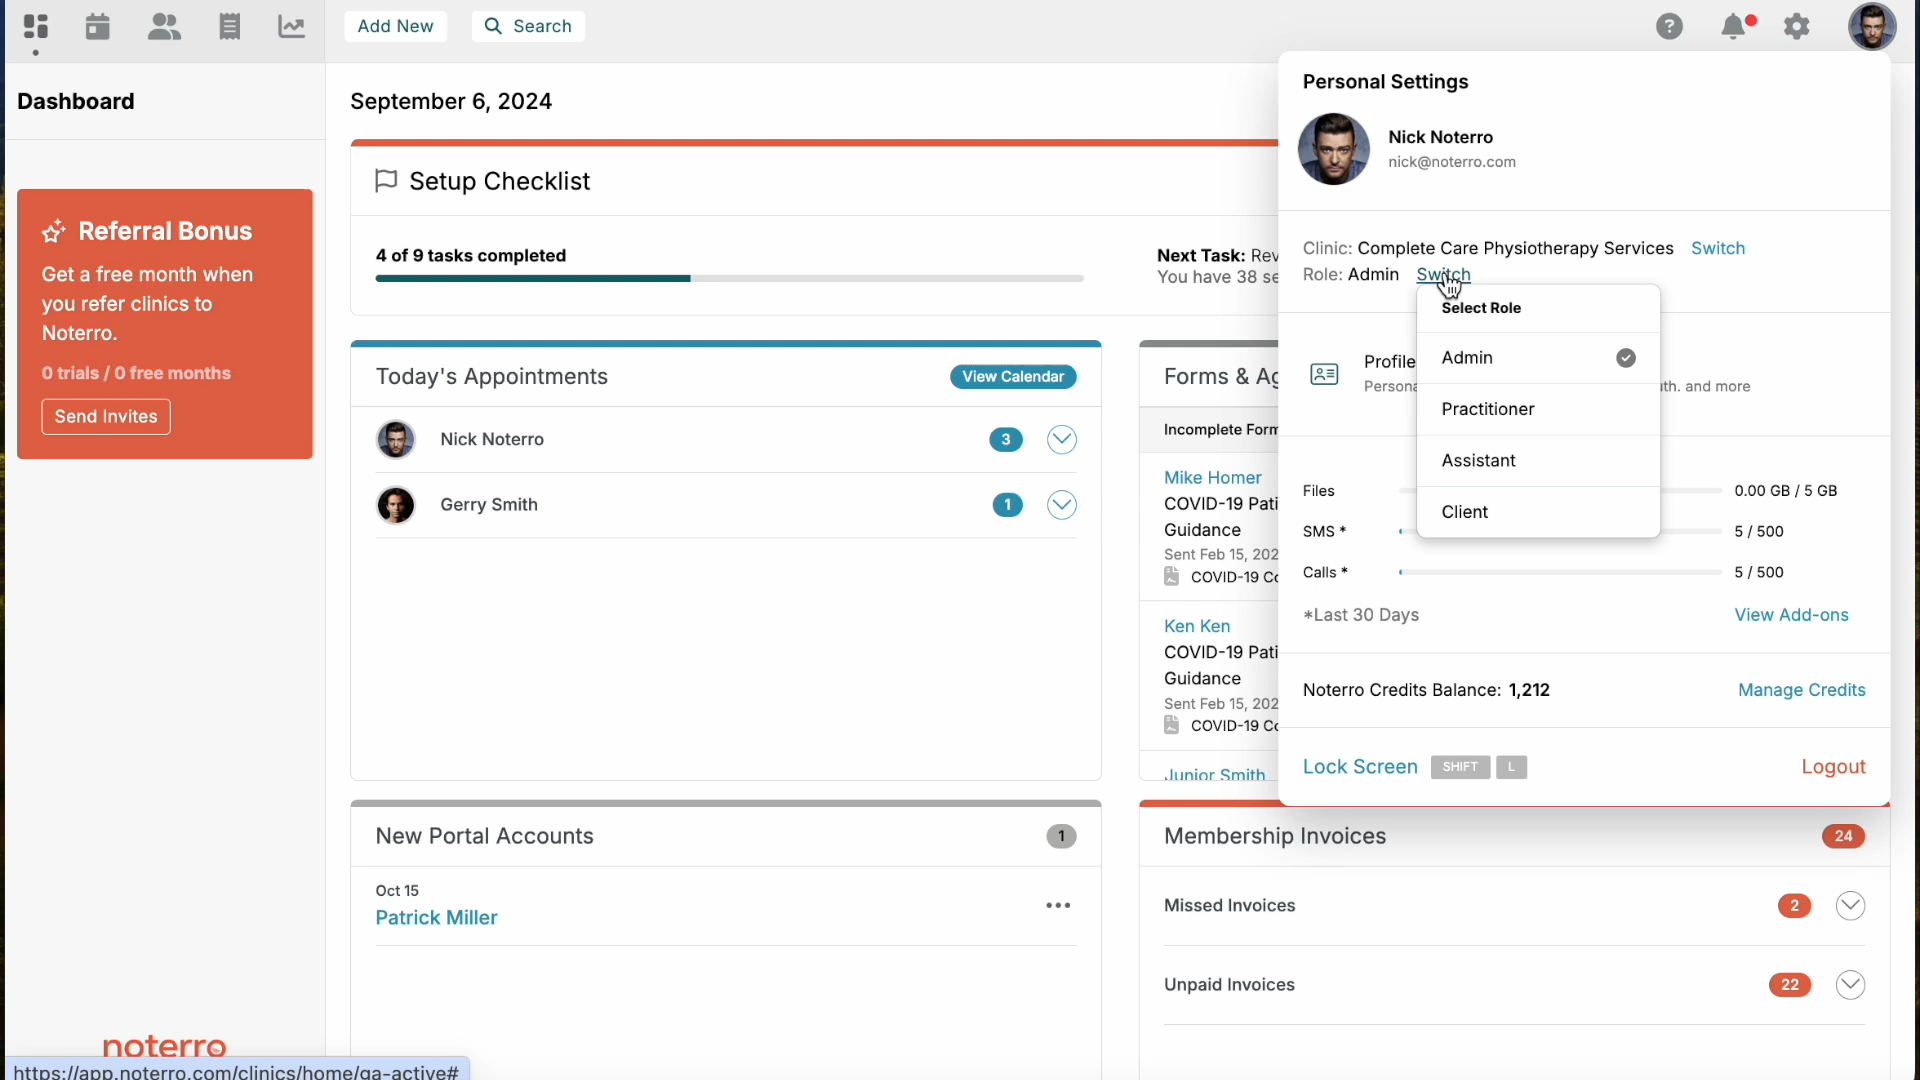 Add New
Search
Dashboard
Referral Bonus
Get a free month when
you refer clinics to
Noterro.
0 trials / 0 free months
Send Invites
noterro
https://app.noterro.com/clinics/home/ga-active#
September 6, 2024
Setup Checklist
4 of 9 tasks completed
Next Task: Rev
You have 38 se
Today's Appointments
View Calendar
Nick Noterro
3
Gerry Smith
1
Forms & Ag
Incomplete Form
Mike Homer
COVID-19 Pati
Guidance
Sent Feb 15, 202
COVID-19 Co
Ken Ken
COVID-19 Pati
Guidance
Sent Feb 15, 202
COVID-19 Co
Junior Smith
New Portal Accounts
1
Oct 15
Patrick Miller
Membership Invoices
24
Missed Invoices
2
Unpaid Invoices
22
Personal Settings
Nick Noterro
nick@noterro.com
Clinic: Complete Care Physiotherapy Services Switch
Role: Admin Switch
Select Role
Admin
Practitioner
Assistant
Client
Profile
Persona
th. and more
Files
0.00 GB / 5 GB
SMS *
5 / 500
Calls *
5 / 500
*Last 30 Days
View Add-ons
Noterro Credits Balance: 1,212
Manage Credits
Lock Screen SHIFT L
Logout